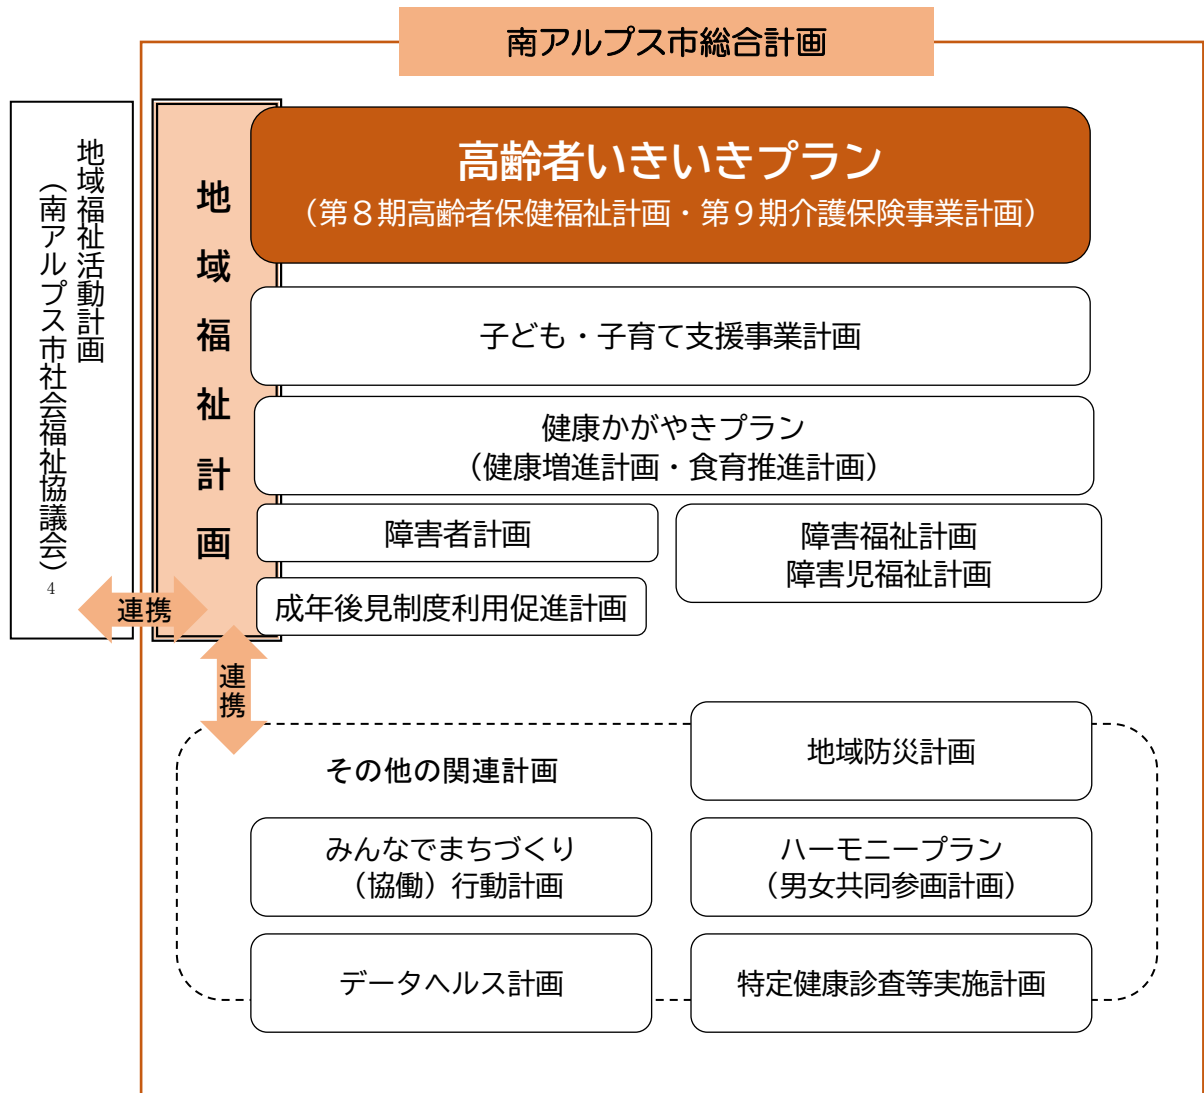 南アルプス市総合計画
地域福祉活動計画
（南アルプス市社会福祉協議会）
4
地域福祉計画
高齢者いきいきプラン
（第８期高齢者保健福祉計画・第９期介護保険事業計画）
子ども・子育て支援事業計画
健康かがやきプラン
（健康増進計画・食育推進計画）
障害者計画
障害福祉計画
障害児福祉計画
成年後見制度利用促進計画
連携
連携
その他の関連計画
地域防災計画
みんなでまちづくり
（協働）行動計画
ハーモニープラン
（男女共同参画計画）
データヘルス計画
特定健康診査等実施計画